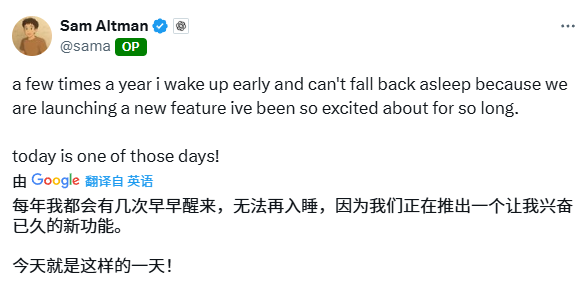 Sam Altman
@sama OP
a few times a year i wake up early and can't fall back asleep because we
are launching a new feature ive been so excited about for so long.
today is one of those days!
由 Google 翻译自 英语
每年我都会有几次早早醒来，无法再入睡，因为我们正在推出一个让我兴奋
已久的新功能。
今天就是这样的一天！